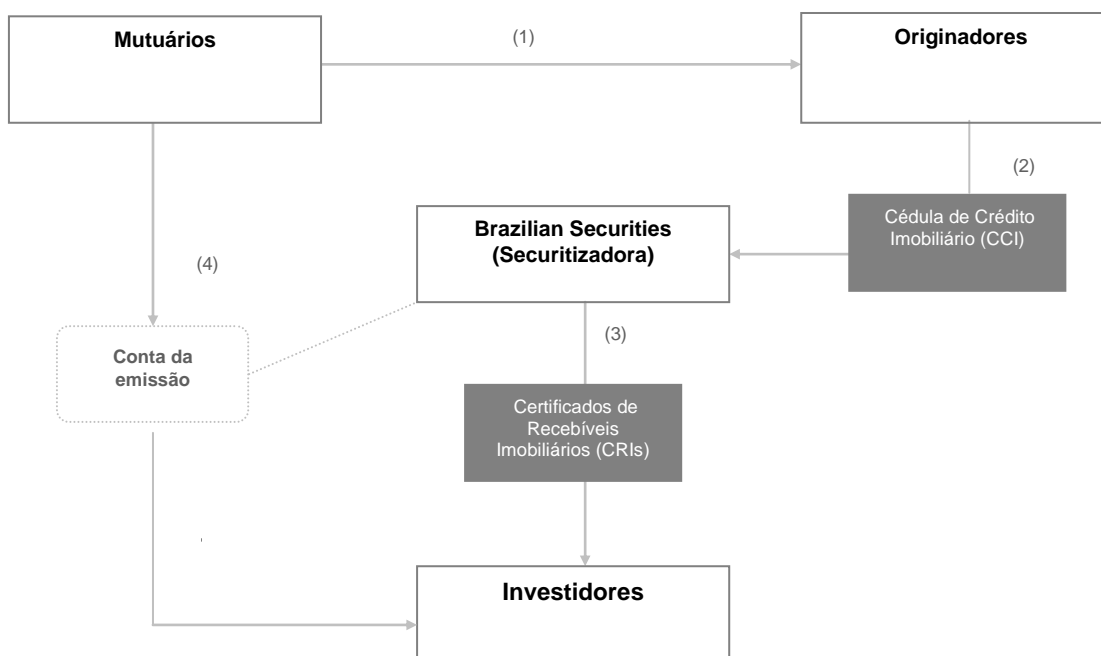 Mutuários
(1)
Originadores
(2)
Cédula de Crédito
Imobiliário (CCI)
Brazilian Securities
(Securitizadora)
(4)
(3)
Conta da
emissão
Certificados de
Recebíveis
Imobiliários (CRIs)
Investidores